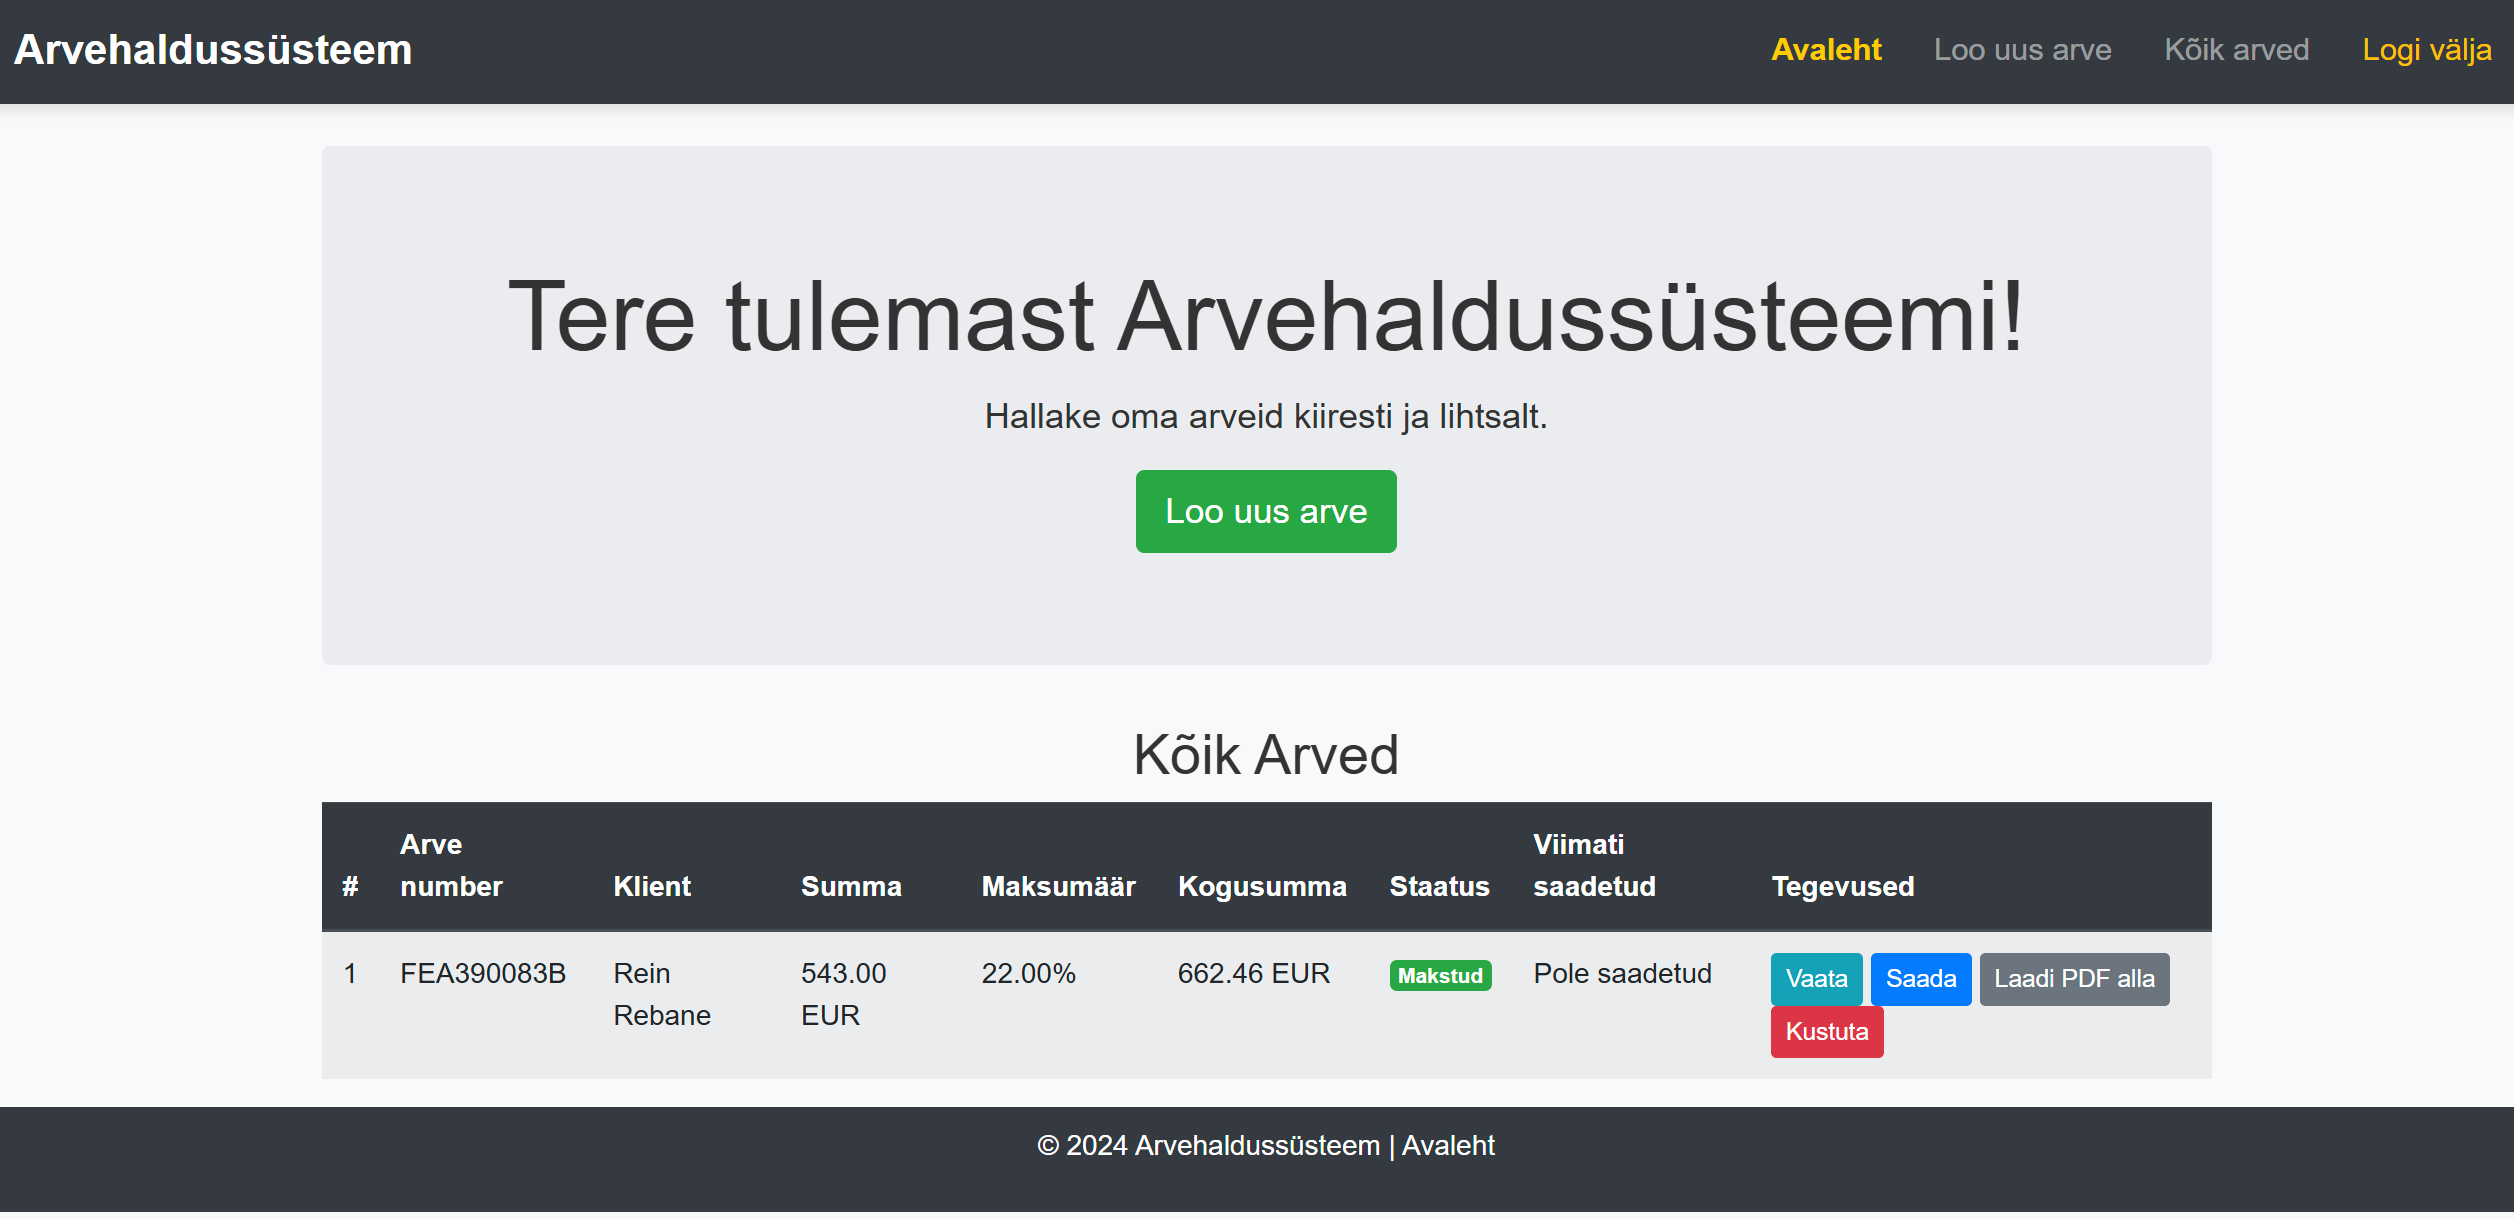 Arvehaldussüsteem
Avaleht
Loo uus arve
Kõik arved
Logi välja
Tere tulemast Arvehaldussüsteemi!
Hallake oma arveid kiiresti ja lihtsalt.
Loo uus arve
Kõik Arved
# Arve number Klient Summa Maksumäär Kogusumma Staatus Viimati saadetud Tegevused
1 FEA390083B Rein Rebane 543.00 EUR 22.00% 662.46 EUR Makstud Pole saadetud Vaata Saada Laadi PDF alla
Kustuta
© 2024 Arvehaldussüsteem | Avaleht